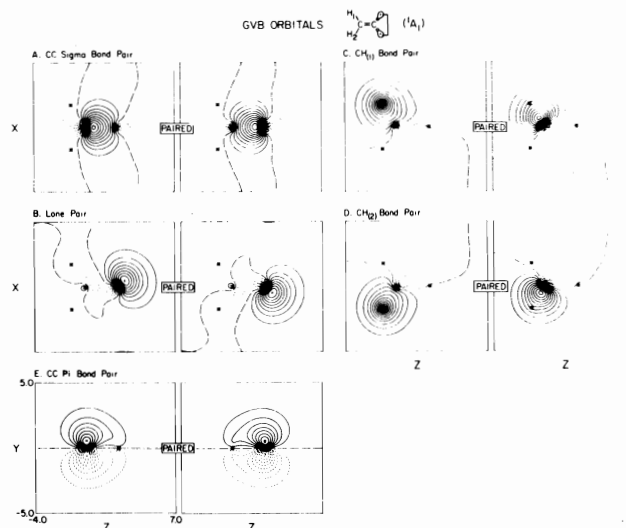 GVB ORBITALS
H1
C=C
(¹A₁)
H2
A. CC Sigma Bond Pair
C. CH(1) Bond Pair
X
PAIRED
PAIRED
B. Lone Pair
D. CH(2) Bond Pair
X
PAIRED
PAIRED
Z
Z
E. CC Pi Bond Pair
5.0
Y
PAIRED
-5.0
-4.0
Z
7.0
Z